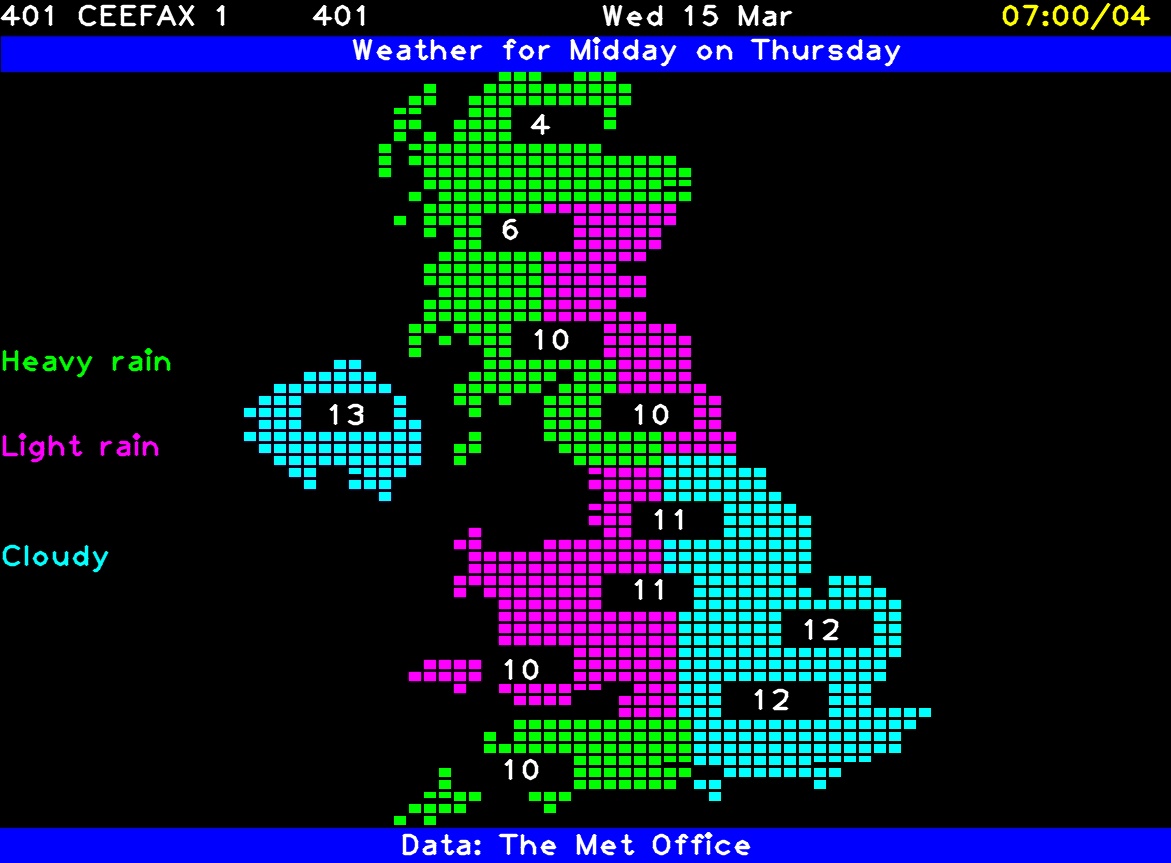 401 CEEFAX 1 401 Wed 15 Mar 07:00/04
Weather for Midday on Thursday
4
6
10
Heavy rain
13
10
Light rain
11
Cloudy
11
12
10
12
10
Data: The Met Office